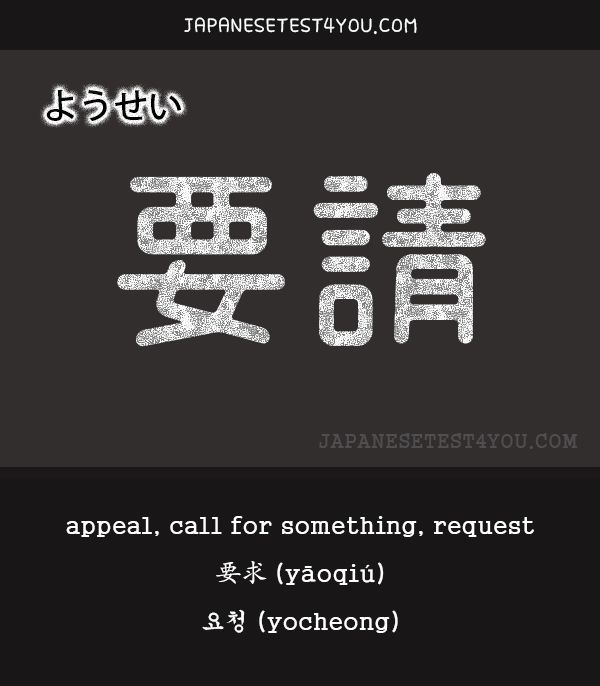 JAPANESETEST4YOU.COM
ようせい
要請
JAPANESETEST4YOU.COM
appeal, call for something, request
要求 (yāoqiú)
요청 (yocheong)